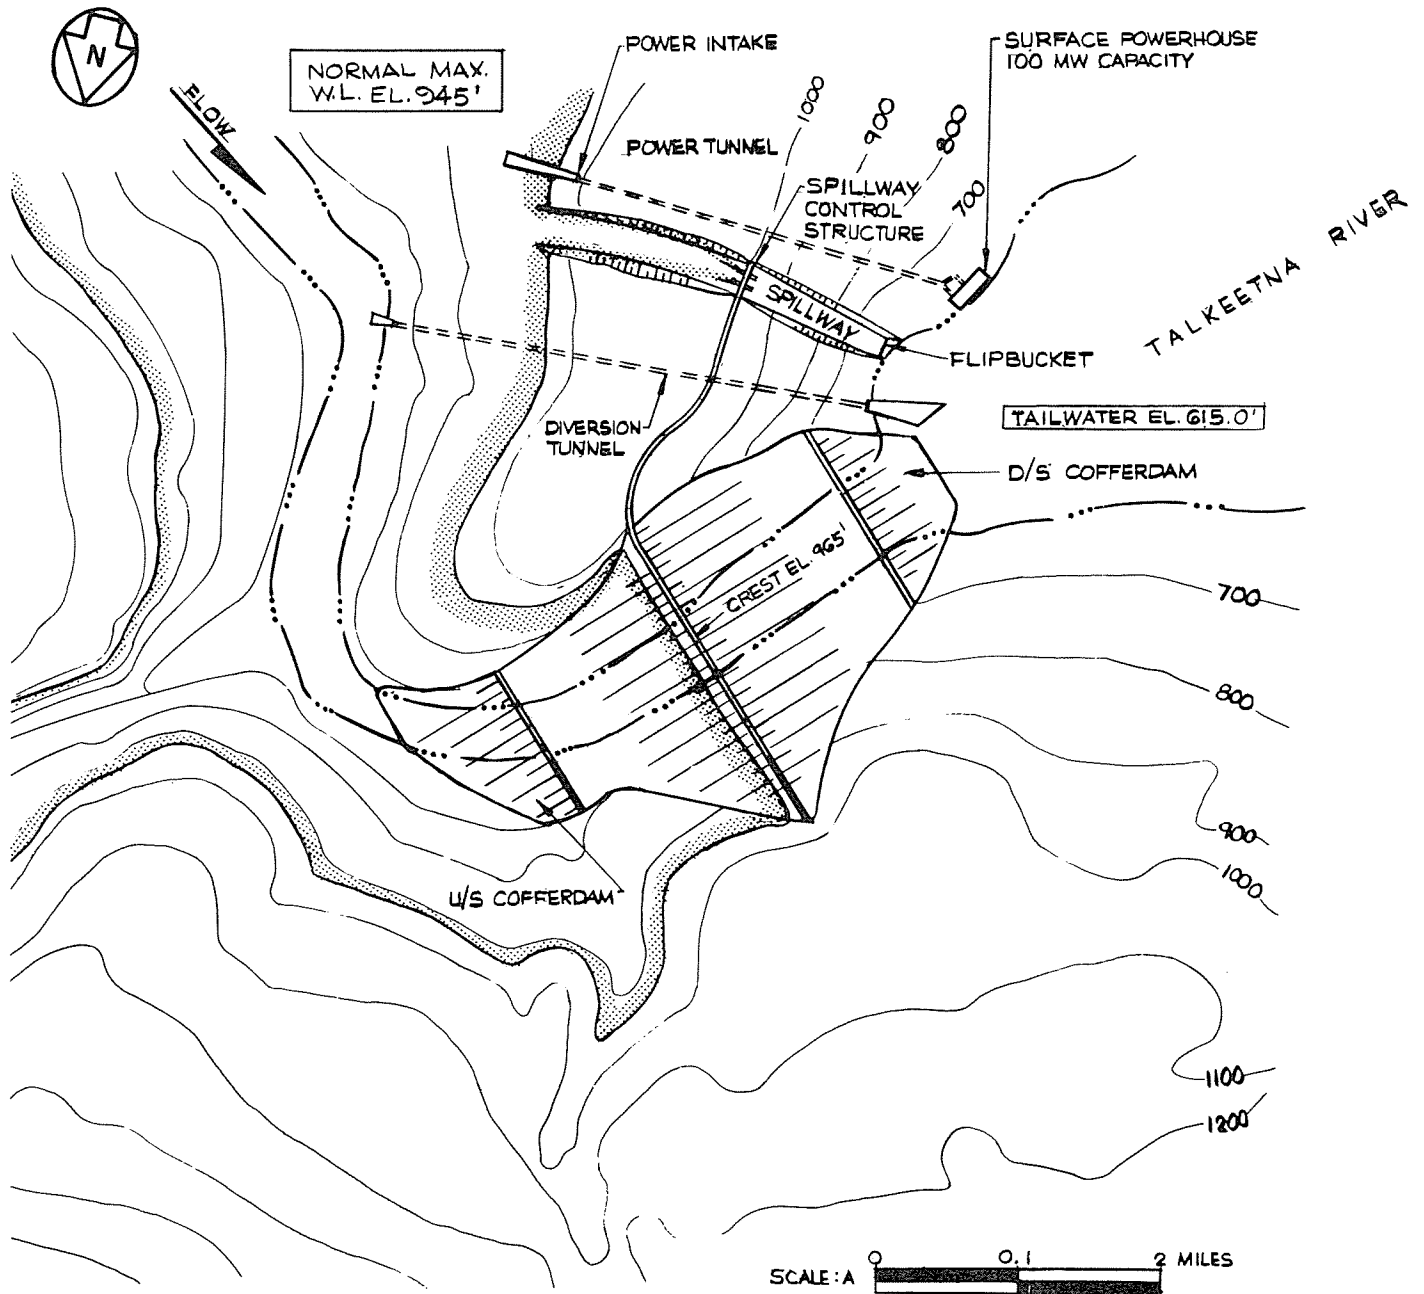 N
NORMAL MAX.
W.L. EL. 945'
FLOW
POWER INTAKE
SURFACE POWERHOUSE
100 MW CAPACITY
1000
900
800
700
POWER TUNNEL
SPILLWAY
CONTROL
STRUCTURE
TALKEETNA RIVER
SPILLWAY
FLIPBUCKET
DIVERSION
TUNNEL
TAILWATER EL. 615.0'
D/S COFFERDAM
CREST EL. 965'
700
800
900
1000
U/S COFFERDAM
1100
1200
SCALE: A
0 0.1 2 MILES